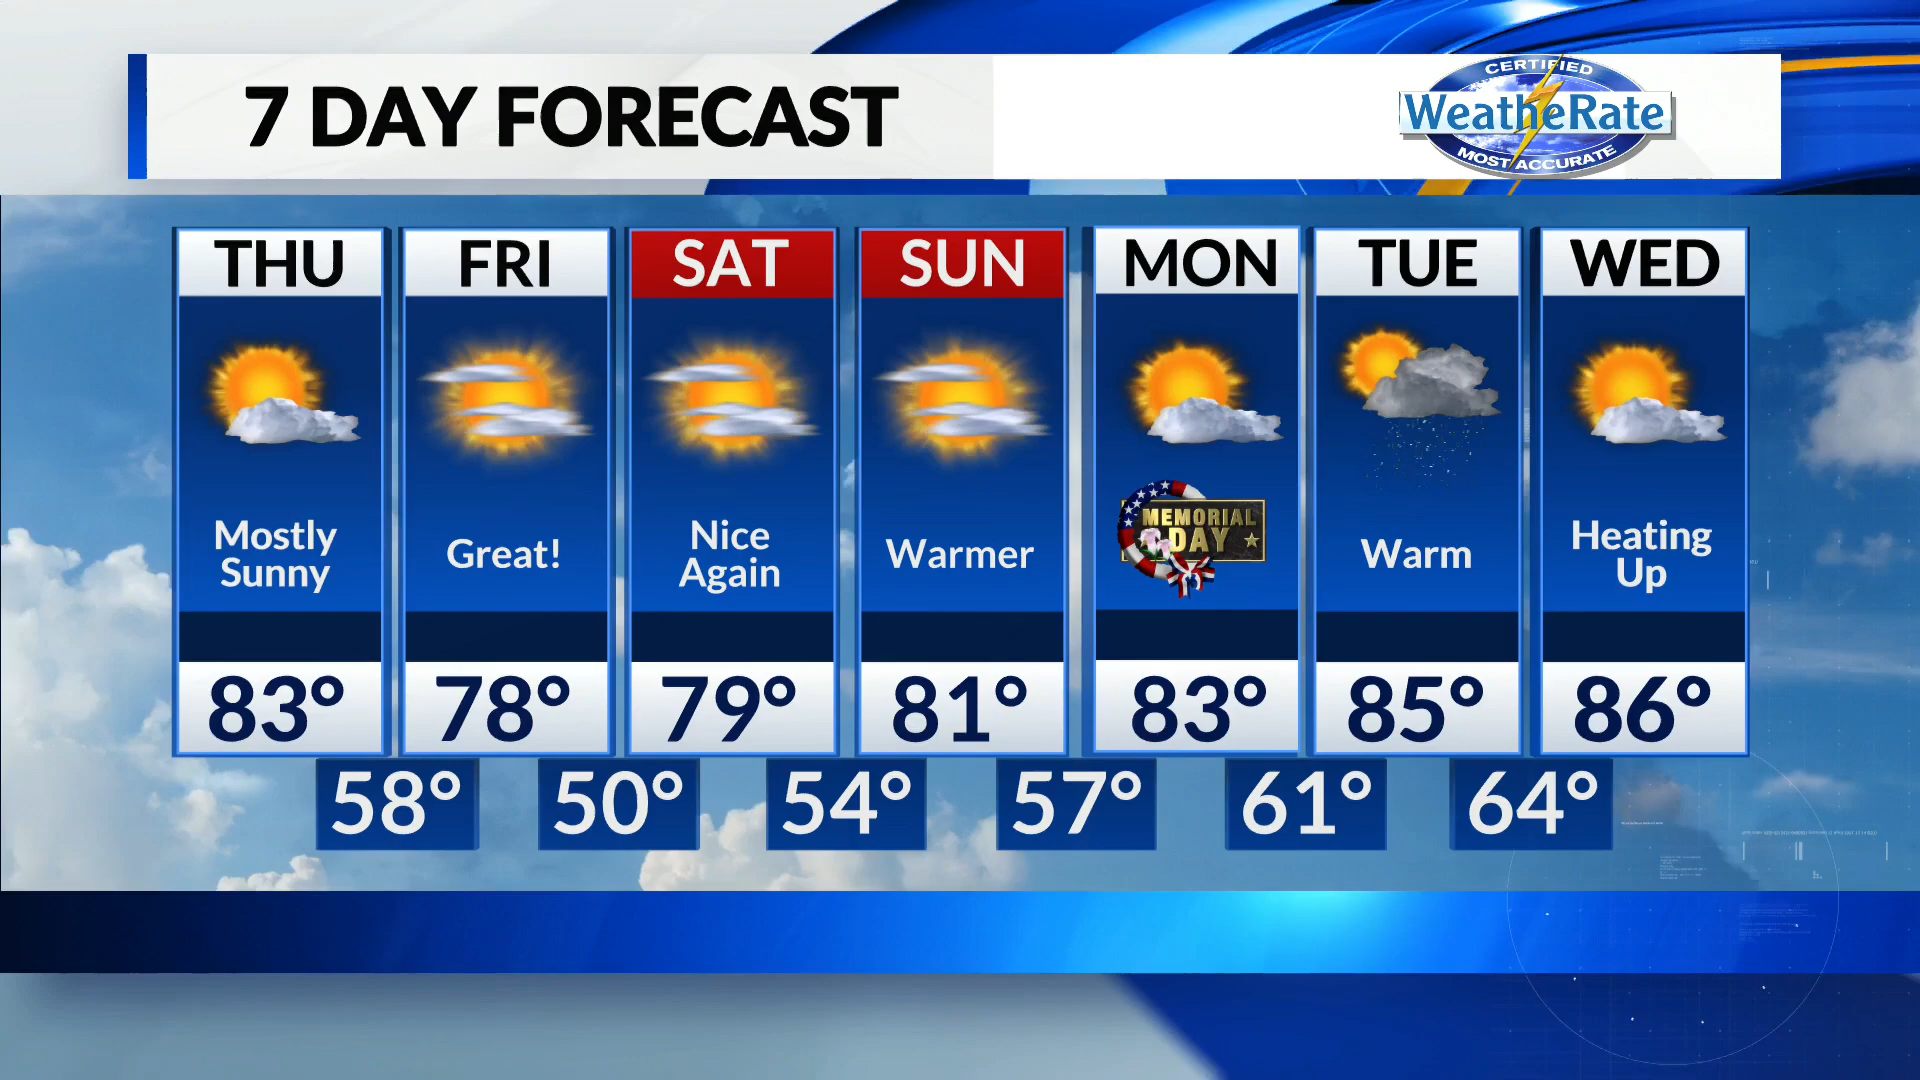 7 DAY FORECAST
CERTIFIED
WeatheRate
MOST ACCURATE
THU FRI SAT SUN MON TUE WED
MEMORIAL
DAY
Mostly
Sunny
Great!
Nice
Again
Warmer
Warm
Heating
Up
83° 78° 79° 81° 83° 85° 86°
58° 50° 54° 57° 61° 64°